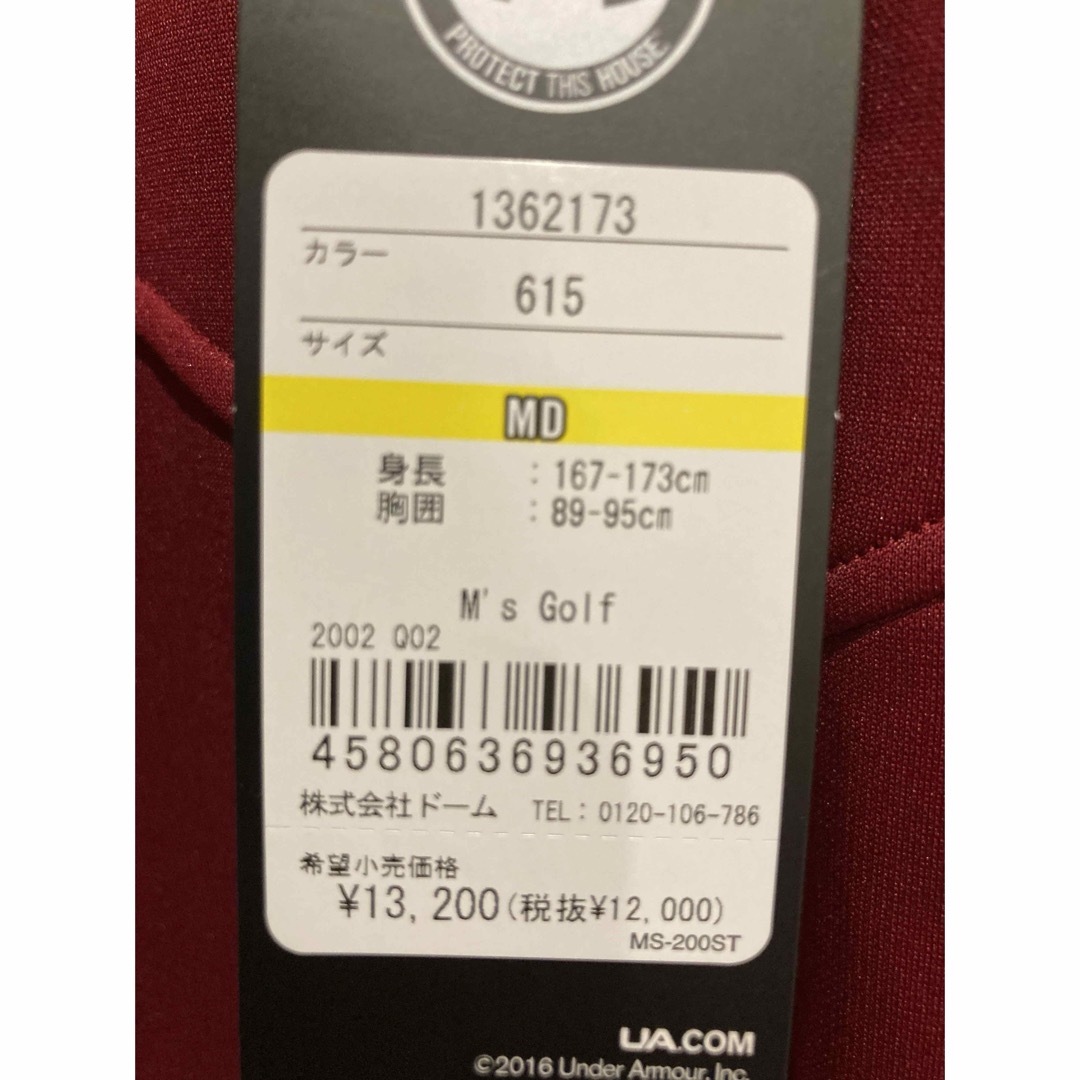 PROTECT THIS HOUSE
1362173
カラー
615
サイズ
MD
身長 : 167-173cm
胸囲 : 89-95cm
M's Golf
2002 Q02
4580636936950
株式会社ドーム TEL: 0120-106-786
希望小売価格
¥13,200(税抜¥12,000)
MS-200ST
UA.COM
©2016 Under Armour, Inc.